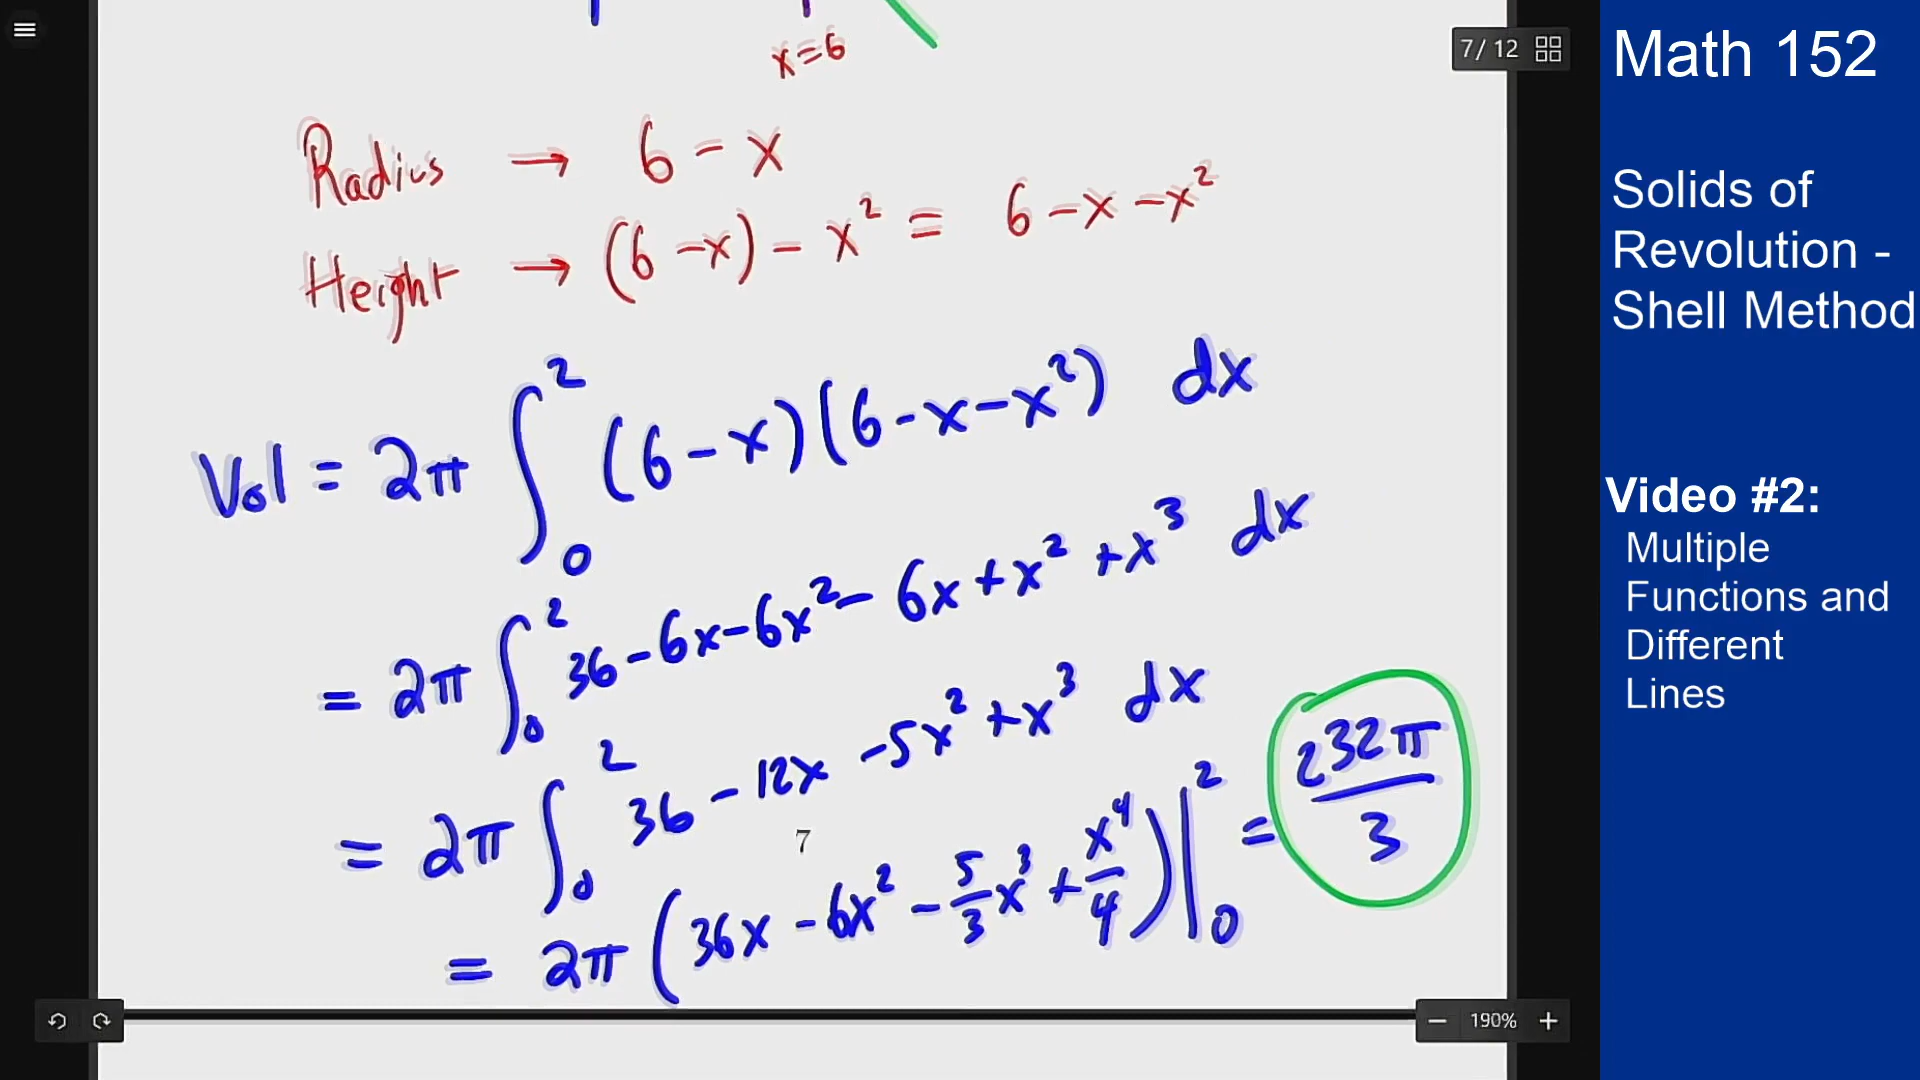 x=6
7/ 12
Radius → 6 - x
Height → (6 -x) - x² = 6 -x -x²
Vol = 2π ∫₀² (6 - x)(6 - x - x²) dx
= 2π ∫₀² 36 - 6x - 6x² - 6x + x² + x³ dx
= 2π ∫₀² 36 - 12x - 5x² + x³ dx
7
= 2π (36x - 6x² - 5/3 x³ + x⁴/4)|₀² = 232π/3
190%
Math 152
Solids of
Revolution -
Shell Method
Video #2:
Multiple
Functions and
Different
Lines